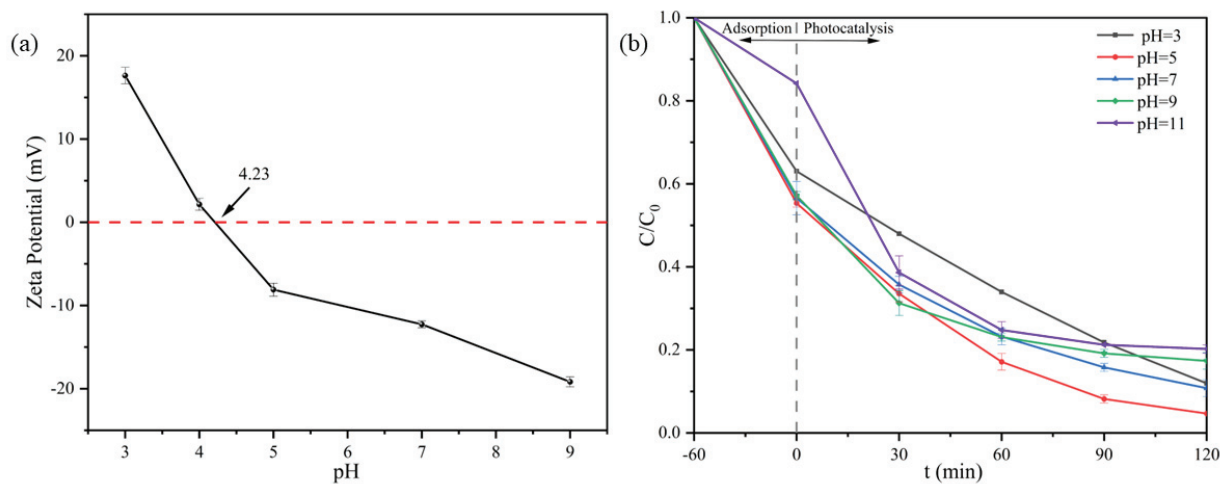 (a)
Zeta Potential (mV)
20
10
0
-10
-20
4.23
3 4 5 6 7 8 9
pH
(b)
C/C0
1.0
0.8
0.6
0.4
0.2
0.0
Adsorption Photocatalysis
pH=3
pH=5
pH=7
pH=9
pH=11
-60 0 30 60 90 120
t (min)